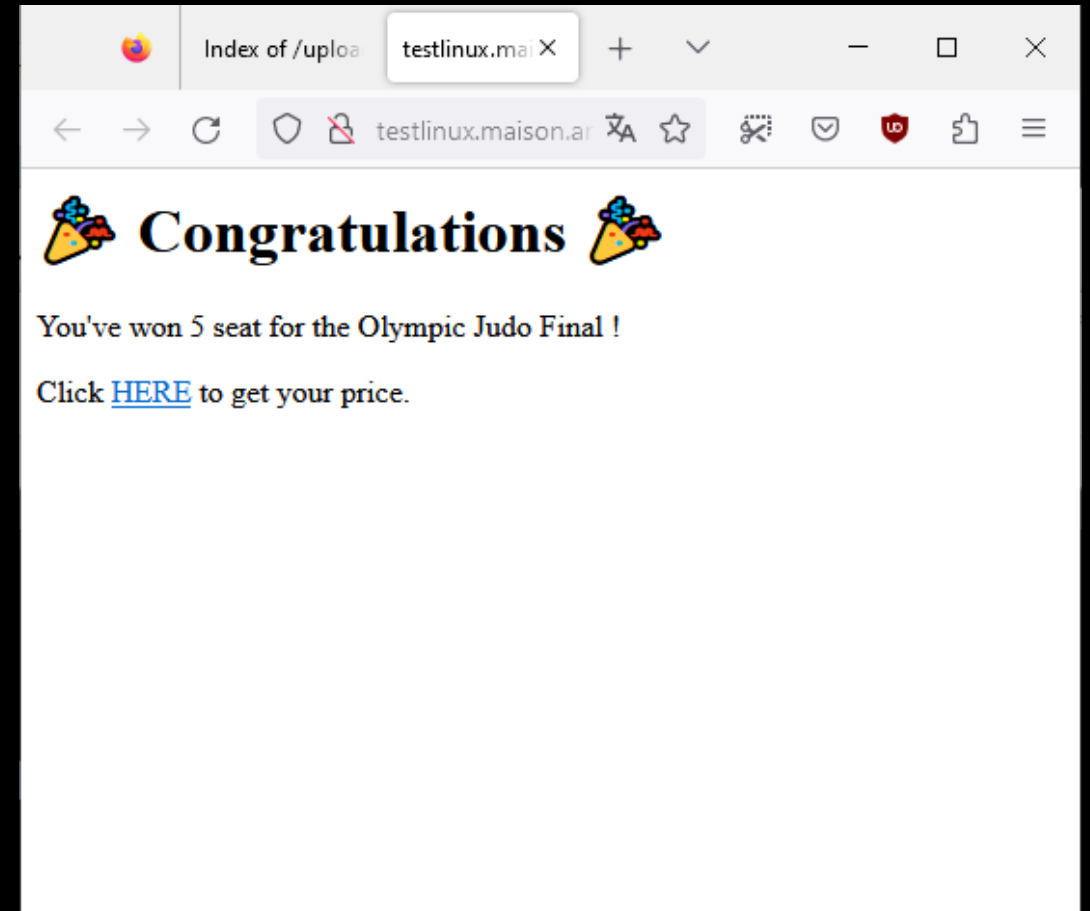 Index of /uploa
testlinux.mai
testlinux.maison.ar
🎉 Congratulations 🎉
You've won 5 seat for the Olympic Judo Final !
Click HERE to get your price.